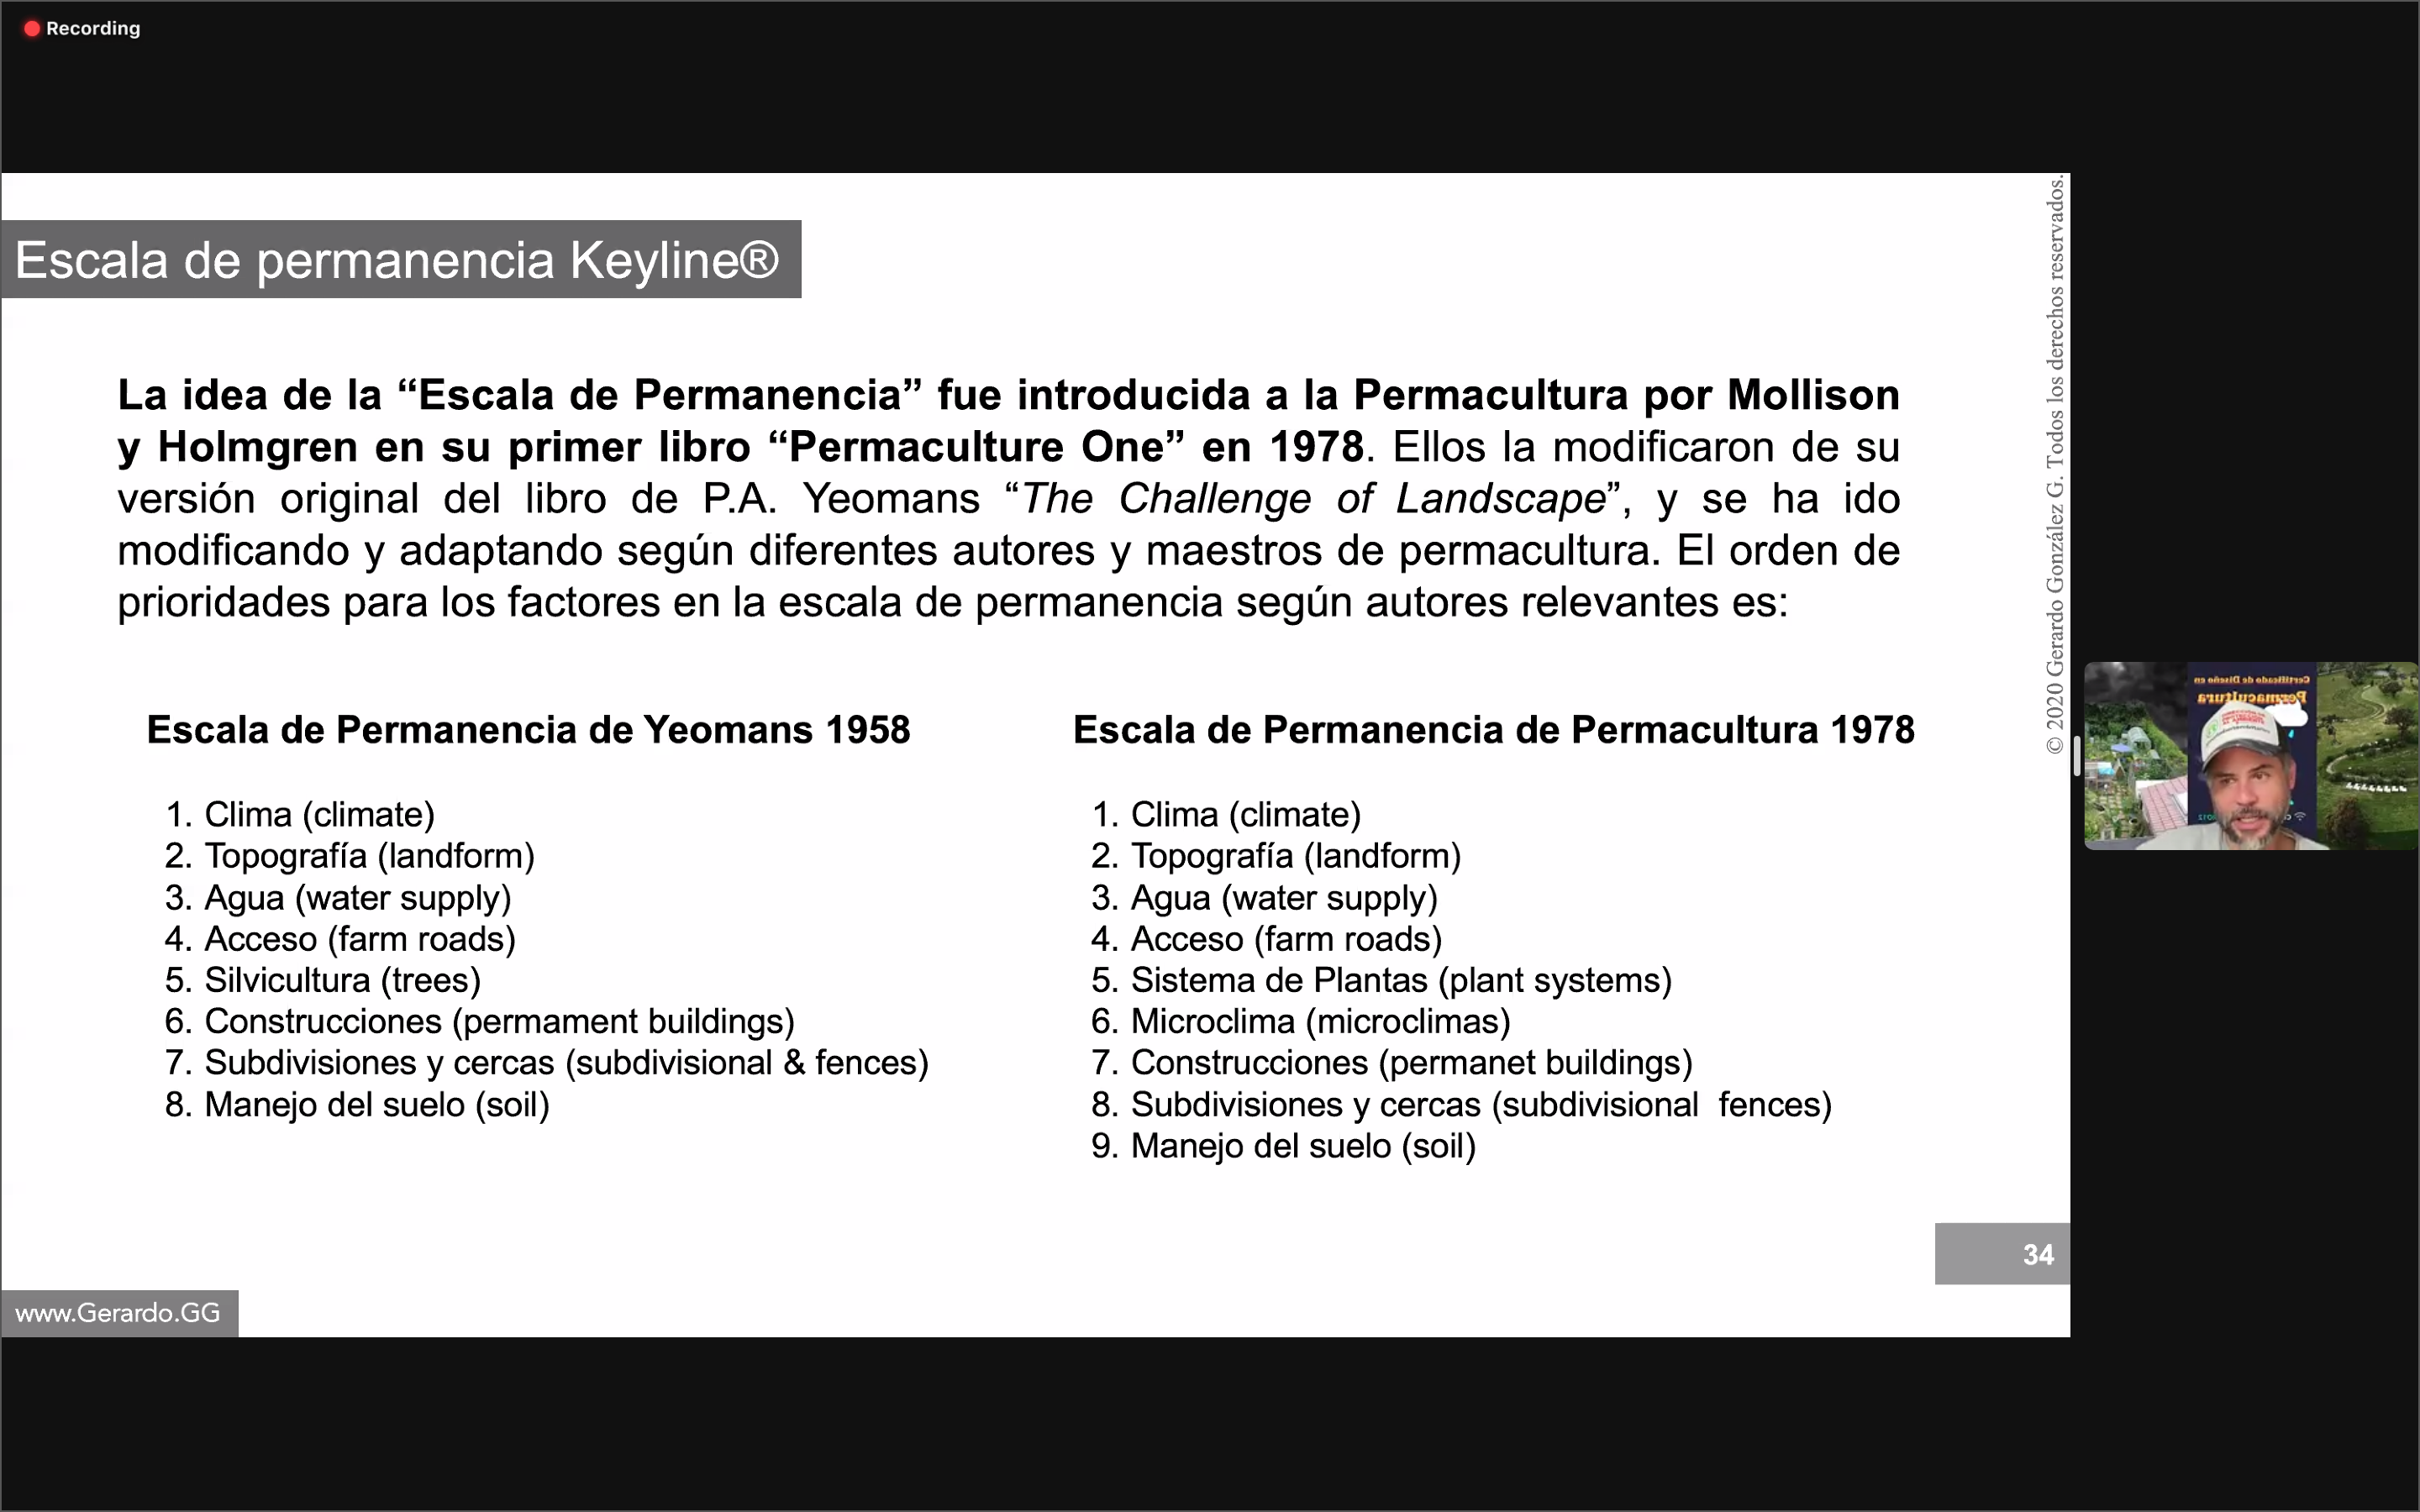 Recording
Escala de permanencia Keyline®
La idea de la “Escala de Permanencia” fue introducida a la Permacultura por Mollison
y Holmgren en su primer libro “Permaculture One” en 1978. Ellos la modificaron de su
versión original del libro de P.A. Yeomans “The Challenge of Landscape”, y se ha ido
modificando y adaptando según diferentes autores y maestros de permacultura. El orden de
prioridades para los factores en la escala de permanencia según autores relevantes es:
Escala de Permanencia de Yeomans 1958
1. Clima (climate)
2. Topografía (landform)
3. Agua (water supply)
4. Acceso (farm roads)
5. Silvicultura (trees)
6. Construcciones (permament buildings)
7. Subdivisiones y cercas (subdivisional & fences)
8. Manejo del suelo (soil)
Escala de Permanencia de Permacultura 1978
1. Clima (climate)
2. Topografía (landform)
3. Agua (water supply)
4. Acceso (farm roads)
5. Sistema de Plantas (plant systems)
6. Microclima (microclimas)
7. Construcciones (permanet buildings)
8. Subdivisiones y cercas (subdivisional fences)
9. Manejo del suelo (soil)
© 2020 Gerardo González G. Todos los derechos reservados.
34
www.Gerardo.GG
Certificado de Diseño en
Permacultura